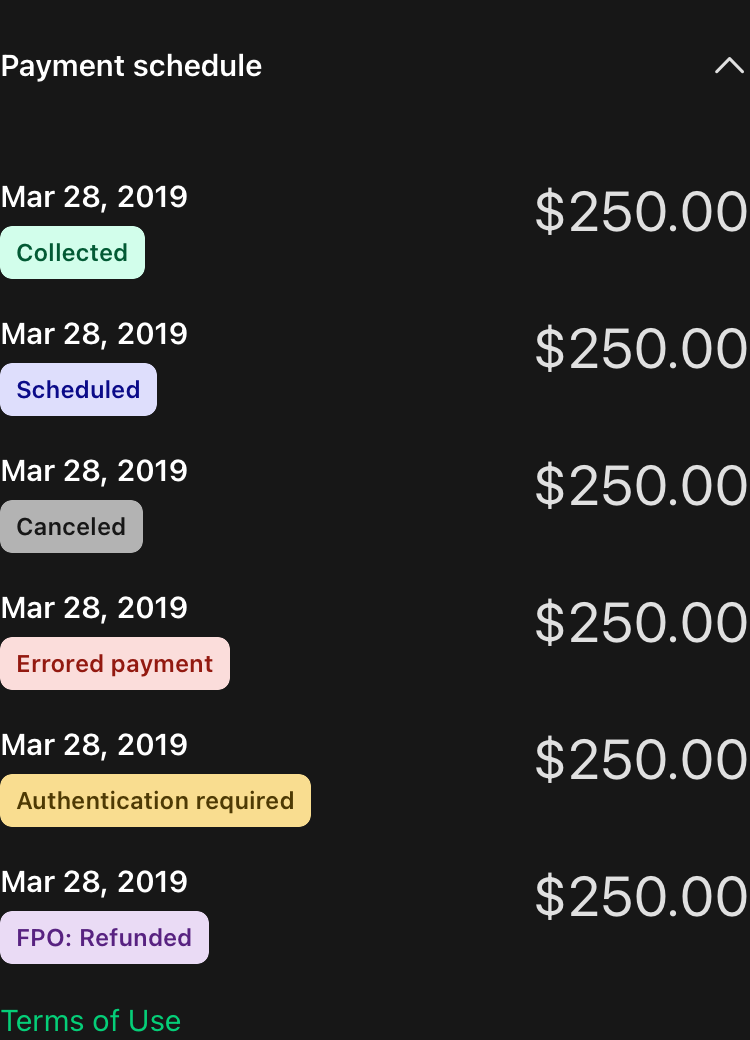 Payment schedule
Mar 28, 2019
$250.00
Collected
Mar 28, 2019
$250.00
Scheduled
Mar 28, 2019
$250.00
Canceled
Mar 28, 2019
$250.00
Errored payment
Mar 28, 2019
$250.00
Authentication required
Mar 28, 2019
$250.00
FPO: Refunded
Terms of Use